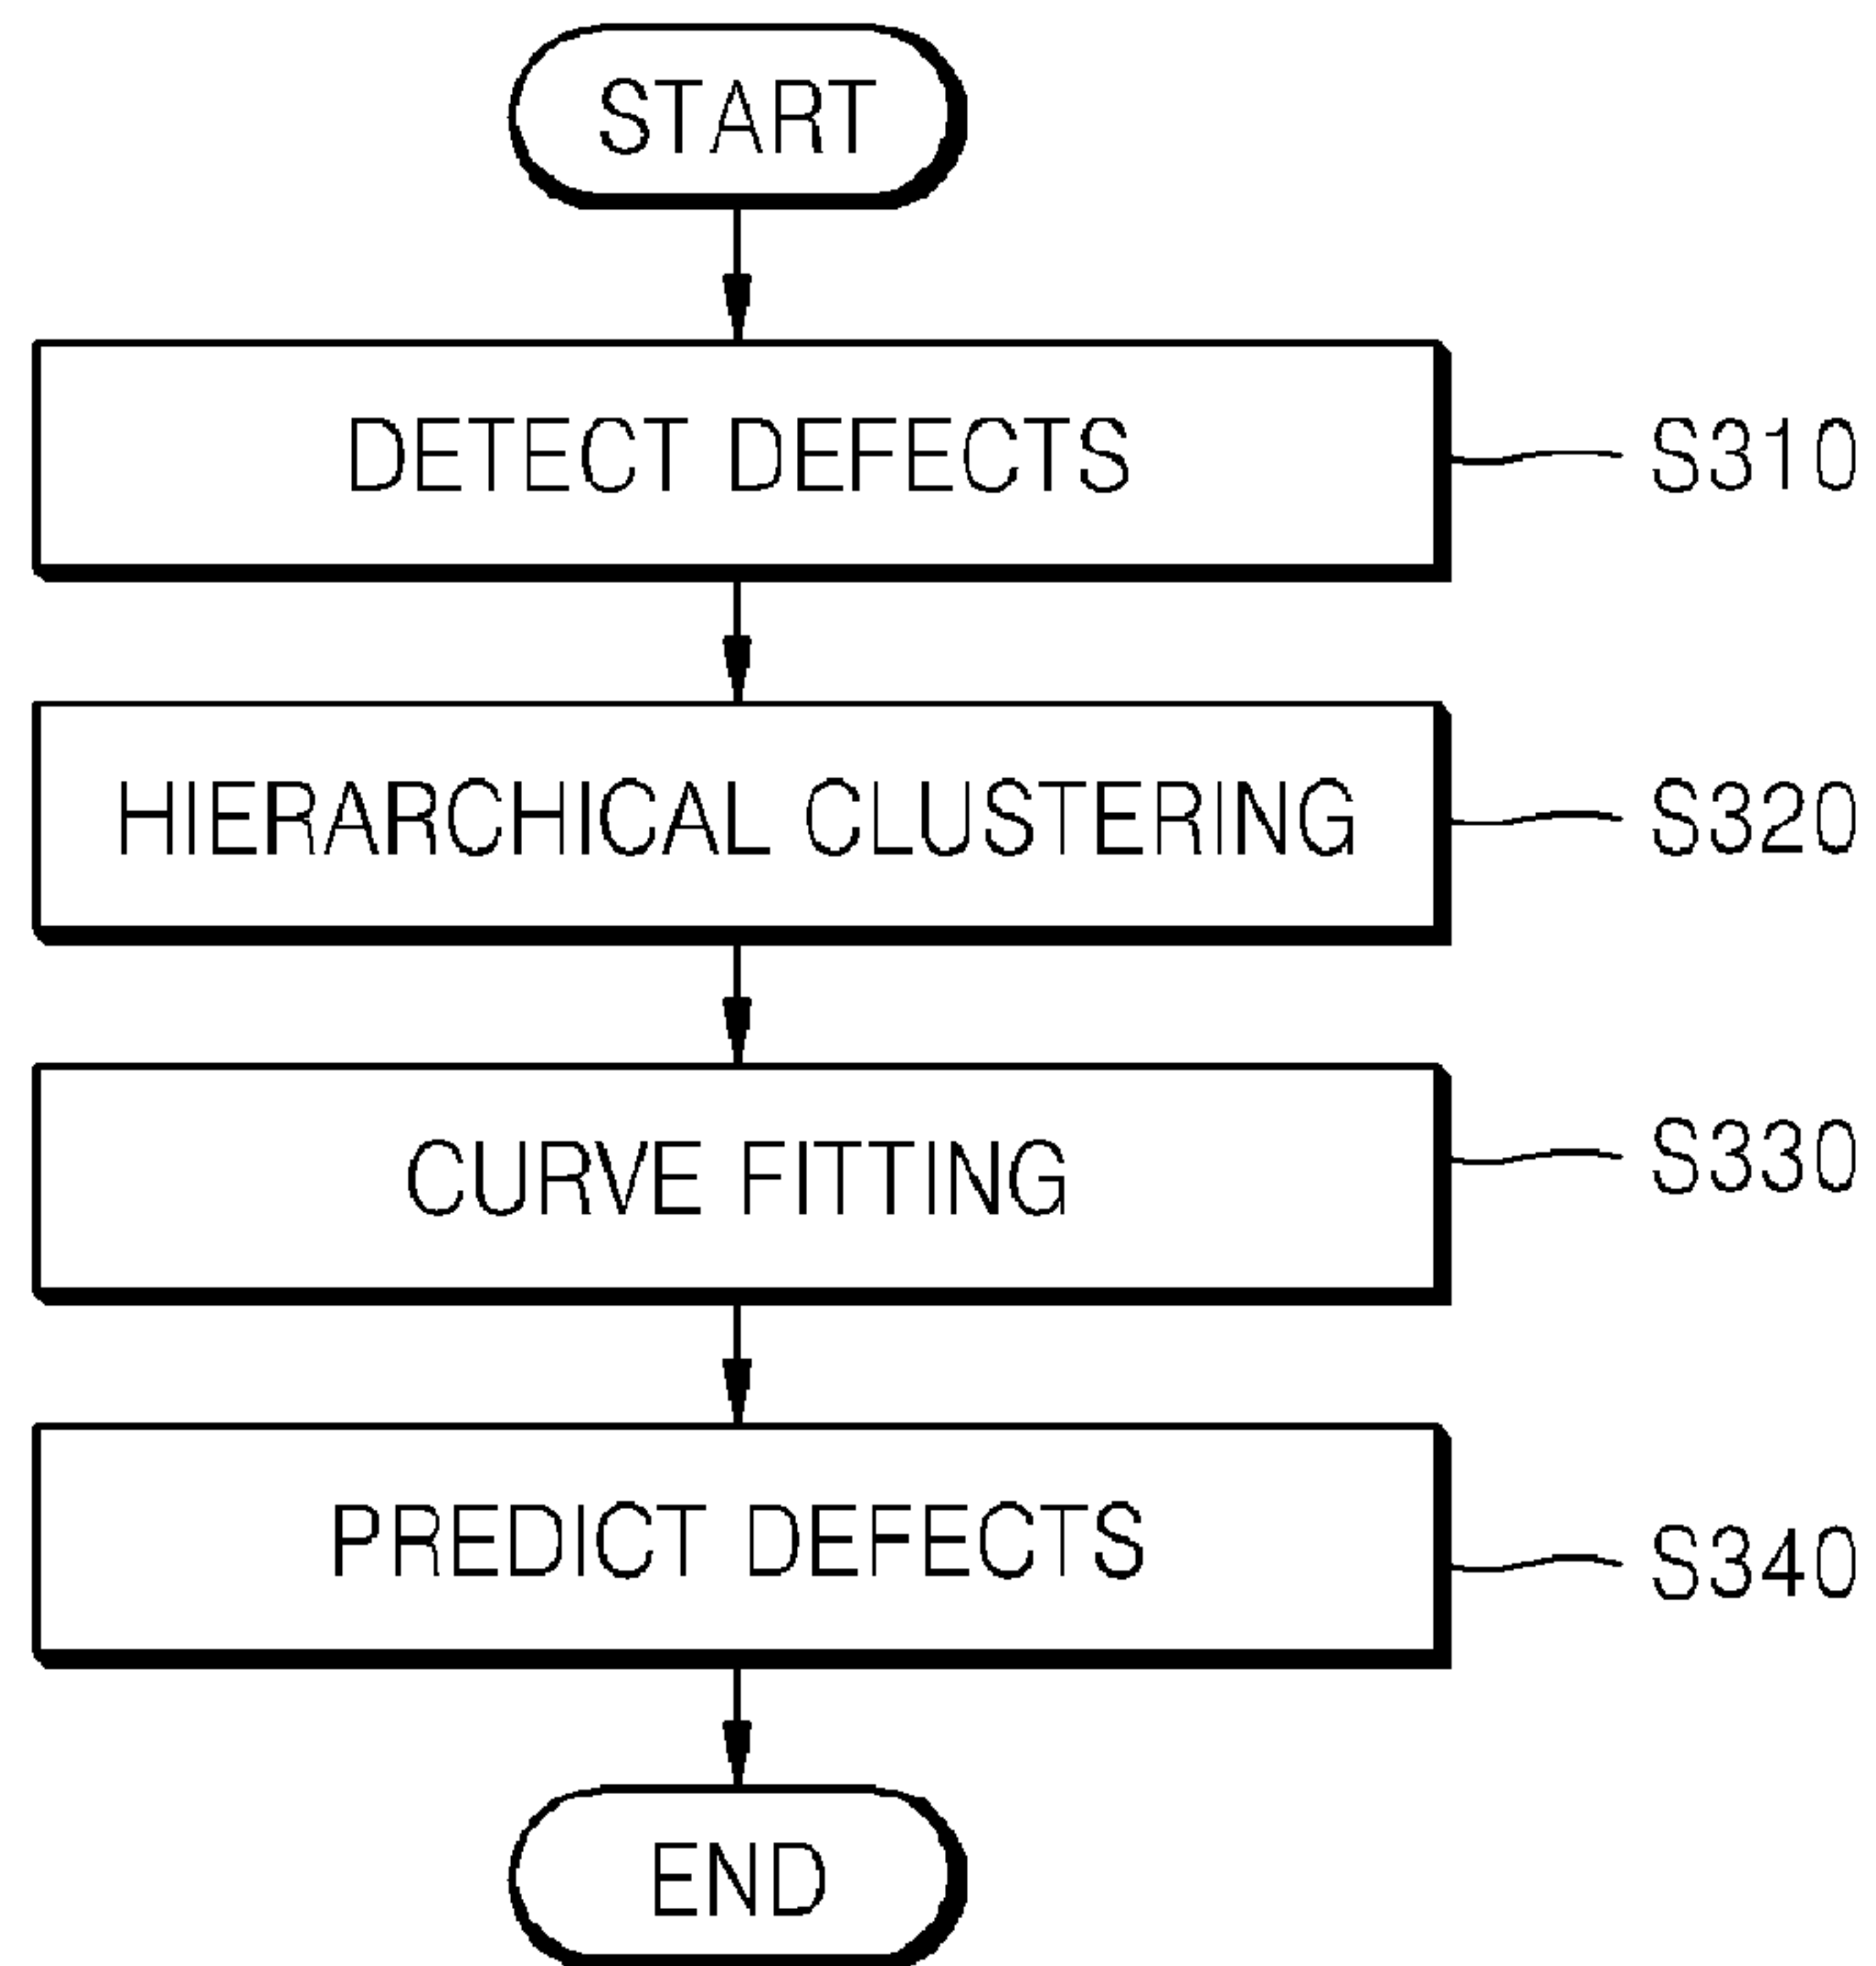 START
DETECT DEFECTS
S310
HIERARCHICAL CLUSTERING
S320
CURVE FITTING
S330
PREDICT DEFECTS
S340
END